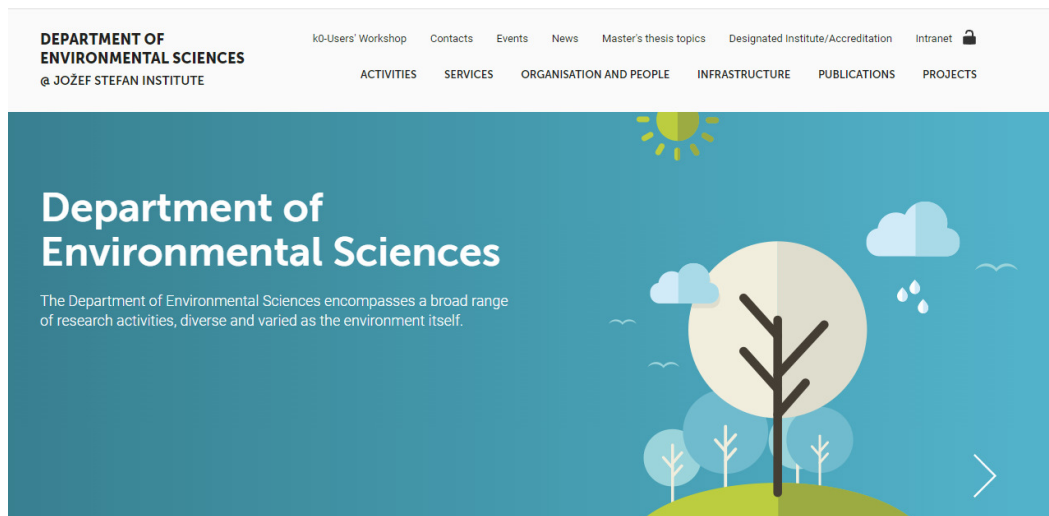 DEPARTMENT OF
ENVIRONMENTAL SCIENCES
@ JOŽEF STEFAN INSTITUTE
k0-Users' Workshop Contacts Events News Master's thesis topics Designated Institute/Accreditation Intranet
ACTIVITIES SERVICES ORGANISATION AND PEOPLE INFRASTRUCTURE PUBLICATIONS PROJECTS
Department of
Environmental Sciences
The Department of Environmental Sciences encompasses a broad range
of research activities, diverse and varied as the environment itself.